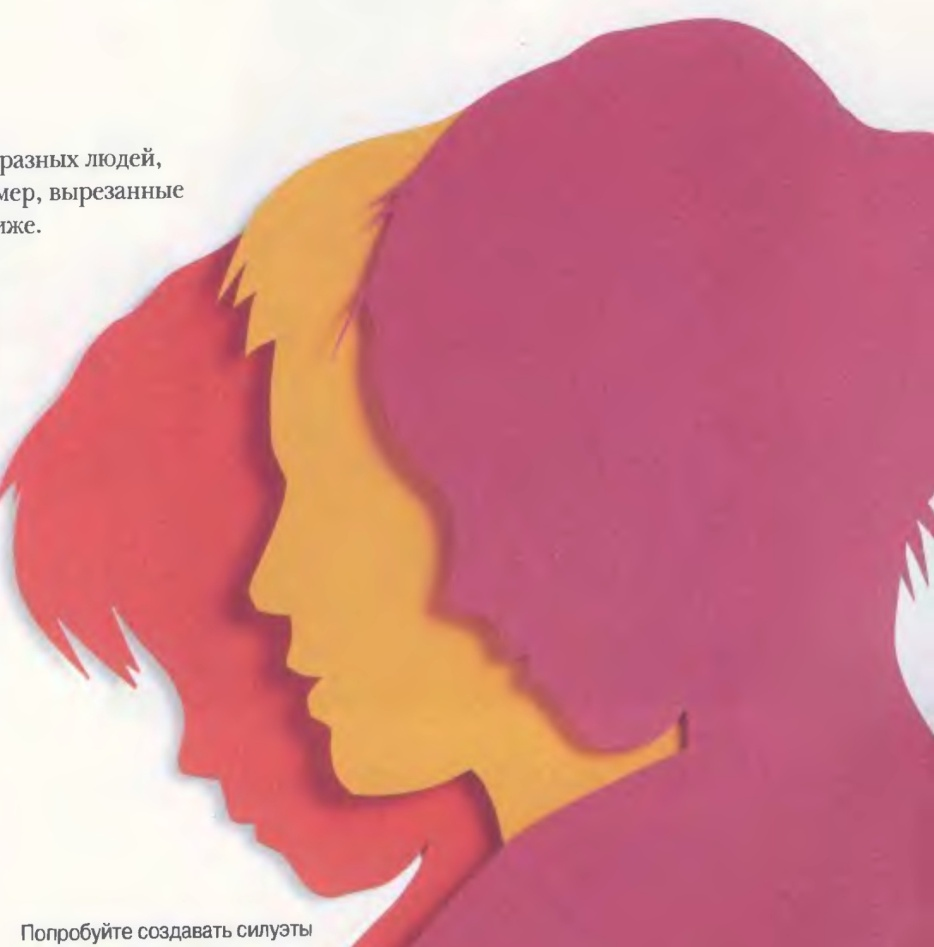 разных людей,
мер, вырезанные
иже.
Попробуйте создавать силуэты